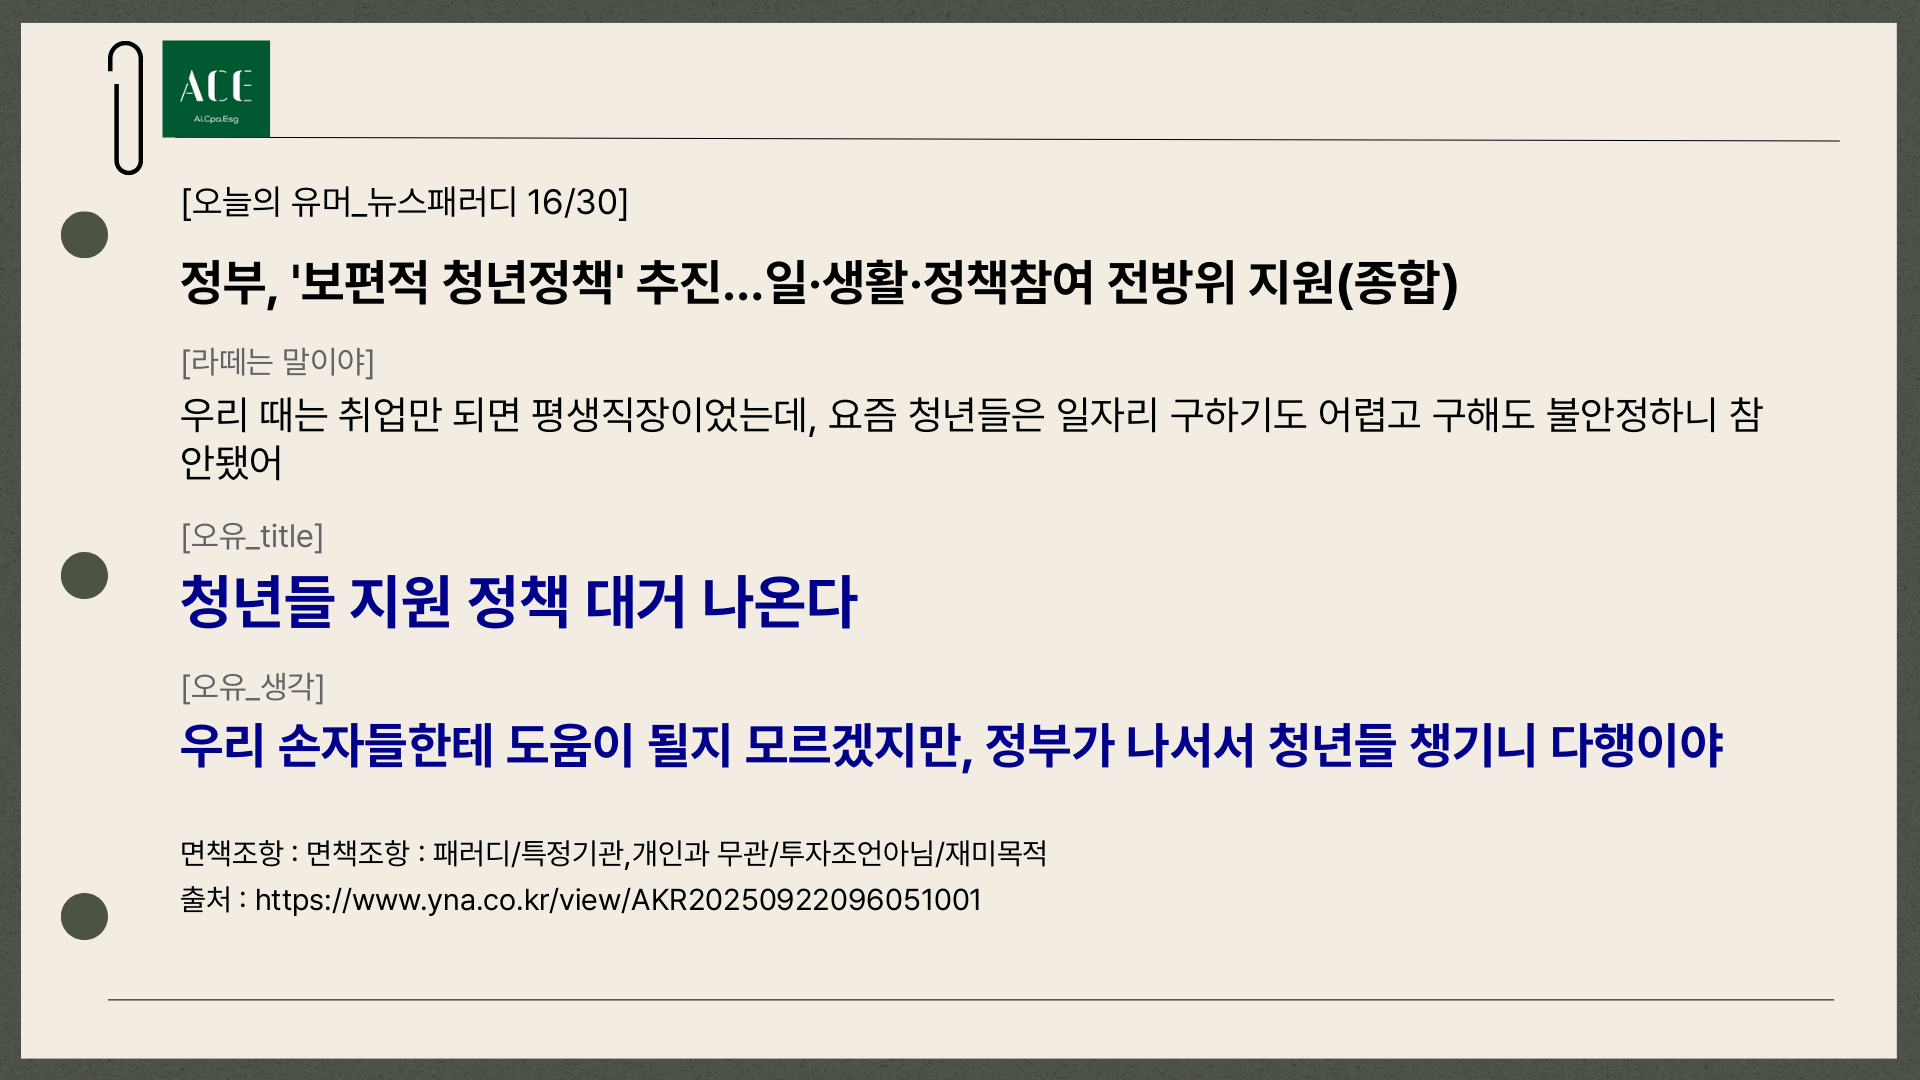 ACE
Ai.Cpa.Esg
[오늘의 유머_뉴스패러디 16/30]
정부, '보편적 청년정책' 추진…일·생활·정책참여 전방위 지원(종합)
[라떼는 말이야]
우리 때는 취업만 되면 평생직장이었는데, 요즘 청년들은 일자리 구하기도 어렵고 구해도 불안정하니 참
안됐어
[오유_title]
청년들 지원 정책 대거 나온다
[오유_생각]
우리 손자들한테 도움이 될지 모르겠지만, 정부가 나서서 청년들 챙기니 다행이야
면책조항 : 면책조항 : 패러디/특정기관,개인과 무관/투자조언아님/재미목적
출처 : https://www.yna.co.kr/view/AKR20250922096051001